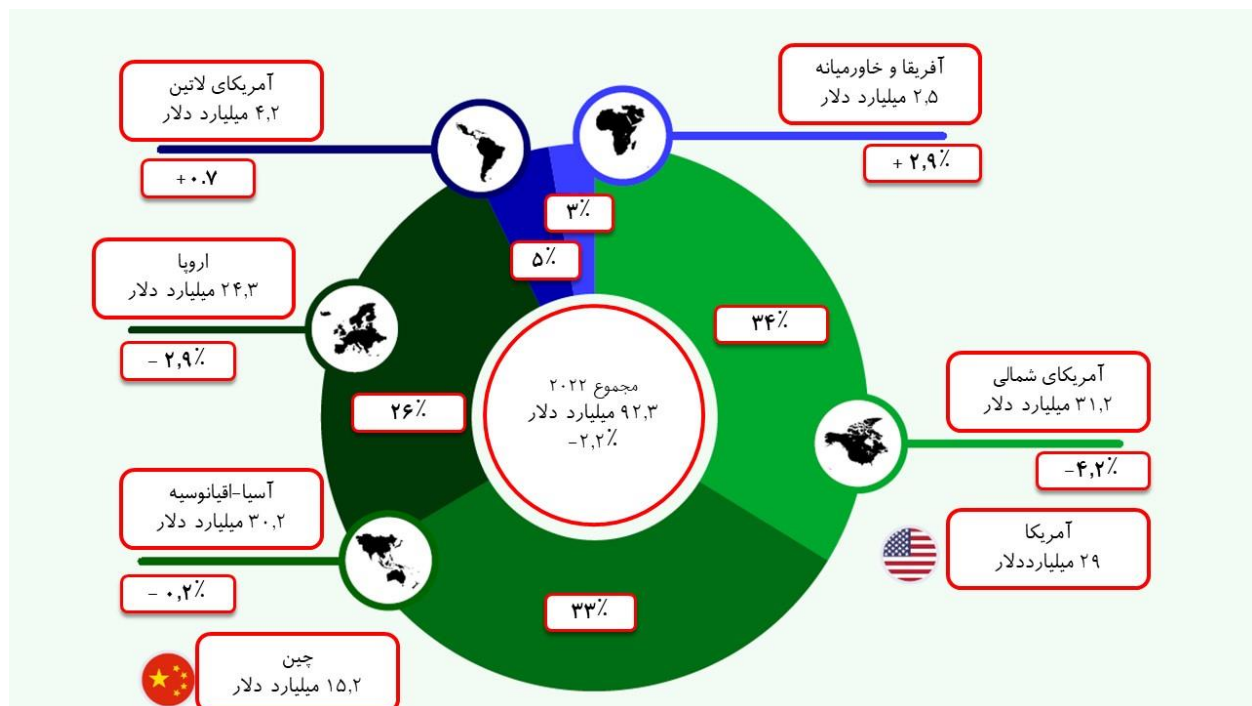 آفریقا و خاورمیانه
۲,۵ میلیارد دلار
+ ۲,۹٪
آمریکای لاتین
۴,۲ میلیارد دلار
+۰.۷
۳٪
۵٪
اروپا
۲۴,۳ میلیارد دلار
- ۲,۹٪
۳۴٪
۲۶٪
مجموع ۲۰۲۲
۹۲,۳ میلیارد دلار
-۲,۲٪
آمریکای شمالی
۳۱,۲ میلیارد دلار
-۴,۲٪
آسیا-اقیانوسیه
۳۰,۲ میلیارد دلار
- ۰,۲٪
آمریکا
۲۹ میلیارددلار
۳۳٪
چین
۱۵,۲ میلیارد دلار